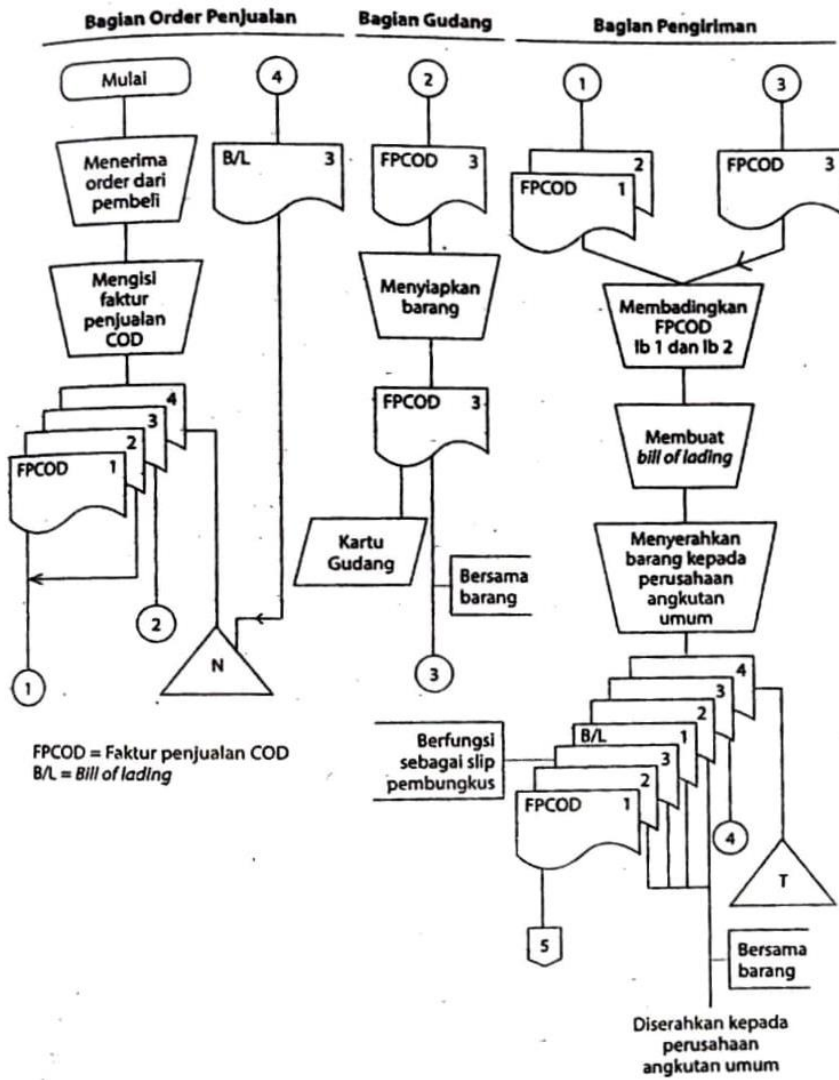 Bagian Order Penjualan
Mulai
Menerima
order dari
pembeli
Mengisi
faktur
penjualan
COD
4
3
2
FPCOD 1
1
2
4
B/L 3
N
FPCOD = Faktur penjualan COD
B/L = Bill of lading
Bagian Gudang
2
FPCOD 3
Menyiapkan
barang
FPCOD 3
Kartu
Gudang
Bersama
barang
3
Bagian Pengiriman
1
3
2
FPCOD 1
FPCOD 3
Membadingkan
FPCOD
lb 1 dan lb 2
Membuat
bill of lading
Menyerahkan
barang kepada
perusahaan
angkutan
umum
4
3
2
B/L 1
3
2
FPCOD 1
Berfungsi
sebagai slip
pembungkus
4
T
5
Bersama
barang
Diserahkan kepada
perusahaan
angkutan umum